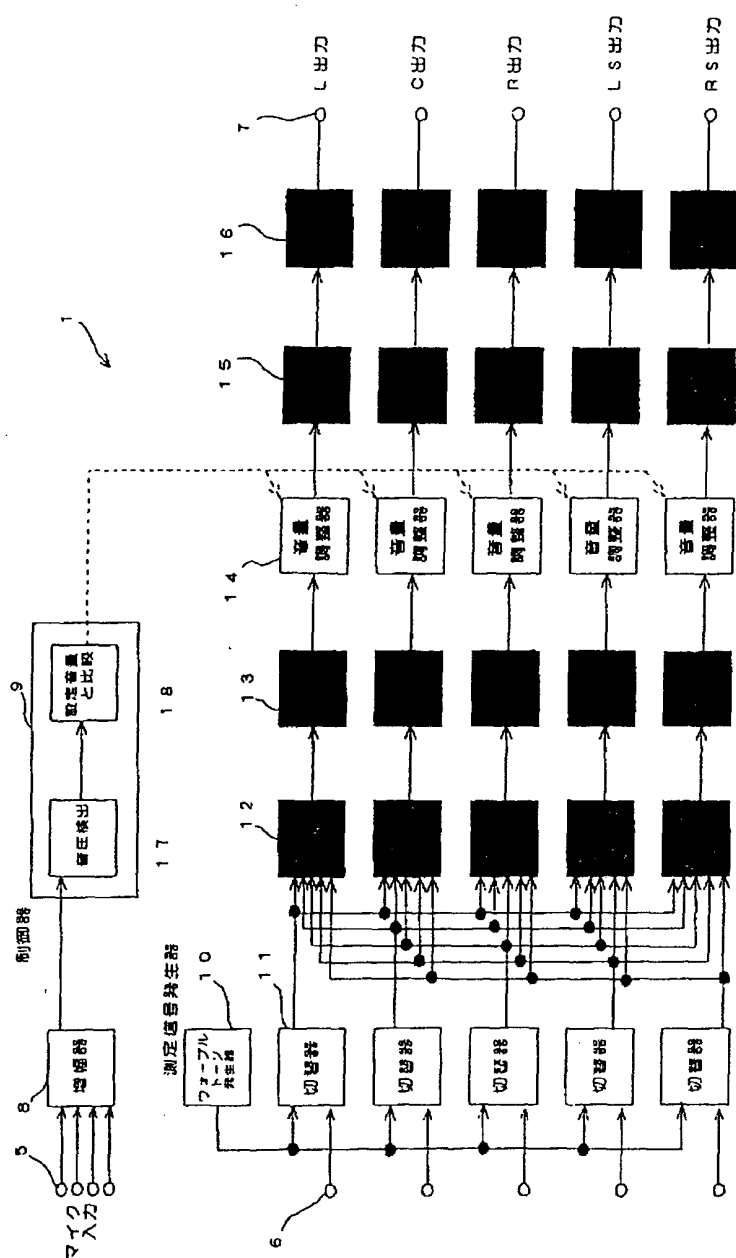 マイク
入力
5
8
増幅器
制御器
9
音圧検出
17
設定音量
と比較
18
1
測定信号発生器
10
ウォーブル
トーン
発生器
6
11
切替器
切替器
切替器
切替器
切替器
12
13
14
音量
調整器
音量
調整器
音量
調整器
音量
調整器
音量
調整器
15
16
7
L出力
C出力
R出力
LS出力
RS出力